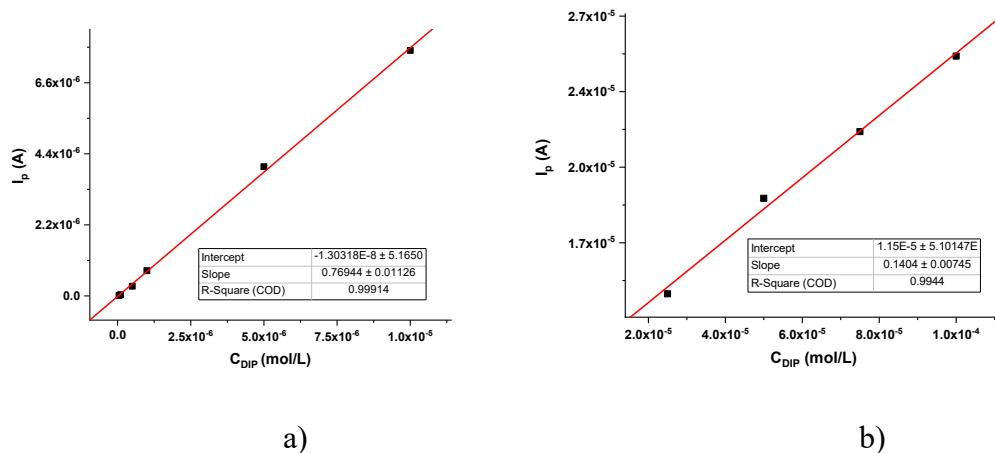 6.6x10⁻⁶
4.4x10⁻⁶
2.2x10⁻⁶
0.0
Iₚ (A)
0.0 2.5x10⁻⁶ 5.0x10⁻⁶ 7.5x10⁻⁶ 1.0x10⁻⁵
C_DIP (mol/L)
Intercept -1.30318E-8 ± 5.1650
Slope 0.76944 ± 0.01126
R-Square (COD) 0.99914
a)
2.7x10⁻⁵
2.4x10⁻⁵
2.0x10⁻⁵
1.7x10⁻⁵
Iₚ (A)
2.0x10⁻⁵ 4.0x10⁻⁵ 6.0x10⁻⁵ 8.0x10⁻⁵ 1.0x10⁻⁴
C_DIP (mol/L)
Intercept 1.15E-5 ± 5.10147E
Slope 0.1404 ± 0.00745
R-Square (COD) 0.9944
b)